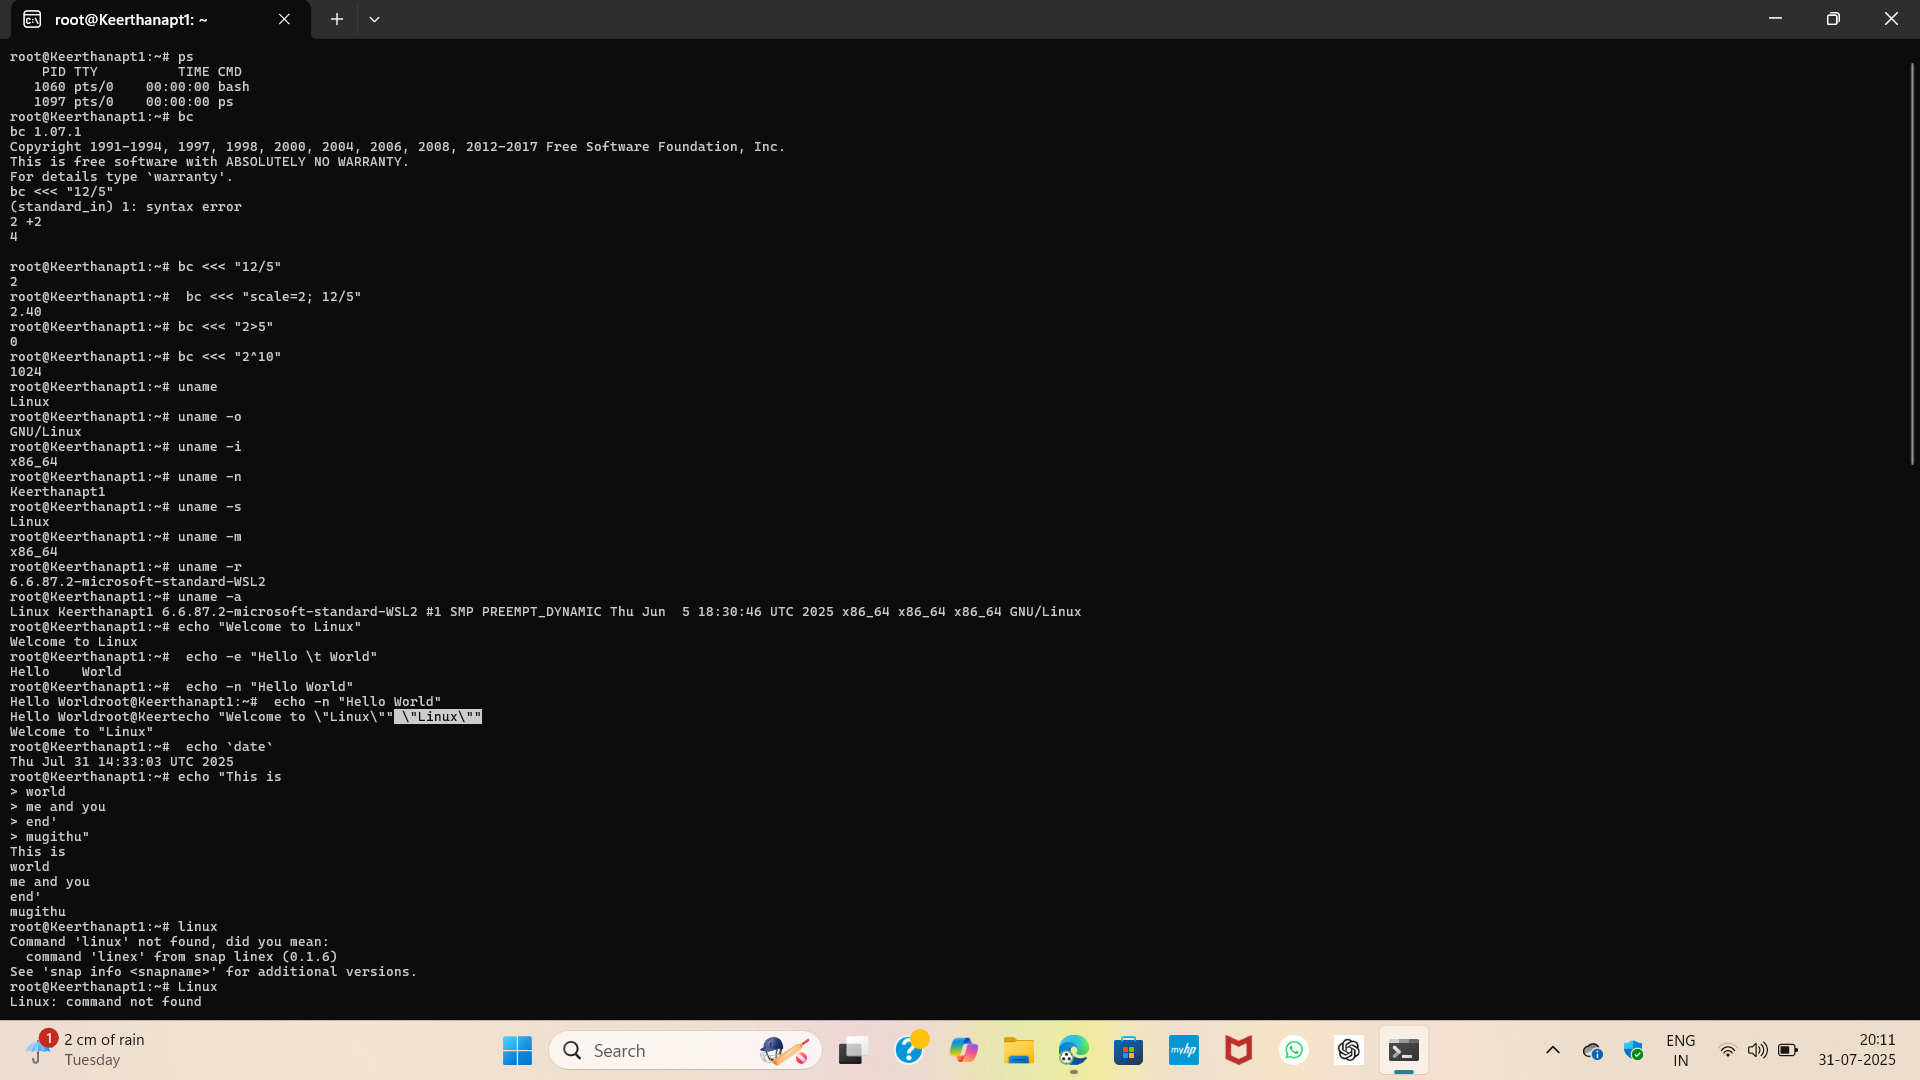 root@Keerthanapt1: ~
root@Keerthanapt1:~# ps
    PID TTY          TIME CMD
   1060 pts/0    00:00:00 bash
   1097 pts/0    00:00:00 ps
root@Keerthanapt1:~# bc
bc 1.07.1
Copyright 1991-1994, 1997, 1998, 2000, 2004, 2006, 2008, 2012-2017 Free Software Foundation, Inc.
This is free software with ABSOLUTELY NO WARRANTY.
For details type `warranty'.
bc <<< "12/5"
(standard_in) 1: syntax error
2 +2
4
root@Keerthanapt1:~# bc <<< "12/5"
2
root@Keerthanapt1:~#  bc <<< "scale=2; 12/5"
2.40
root@Keerthanapt1:~# bc <<< "2>5"
0
root@Keerthanapt1:~# bc <<< "2^10"
1024
root@Keerthanapt1:~# uname
Linux
root@Keerthanapt1:~# uname -o
GNU/Linux
root@Keerthanapt1:~# uname -i
x86_64
root@Keerthanapt1:~# uname -n
Keerthanapt1
root@Keerthanapt1:~# uname -s
Linux
root@Keerthanapt1:~# uname -m
x86_64
root@Keerthanapt1:~# uname -r
6.6.87.2-microsoft-standard-WSL2
root@Keerthanapt1:~# uname -a
Linux Keerthanapt1 6.6.87.2-microsoft-standard-WSL2 #1 SMP PREEMPT_DYNAMIC Thu Jun  5 18:30:46 UTC 2025 x86_64 x86_64 x86_64 GNU/Linux
root@Keerthanapt1:~# echo "Welcome to Linux"
Welcome to Linux
root@Keerthanapt1:~#  echo -e "Hello \t World"
Hello    World
root@Keerthanapt1:~#  echo -n "Hello World"
Hello Worldroot@Keerthanapt1:~#  echo -n "Hello World"
Hello Worldroot@Keertecho "Welcome to \"Linux\"" \"Linux\""
Welcome to "Linux"
root@Keerthanapt1:~#  echo `date`
Thu Jul 31 14:33:03 UTC 2025
root@Keerthanapt1:~# echo "This is
> world
> me and you
> end'
> mugithu"
This is
world
me and you
end'
mugithu
root@Keerthanapt1:~# linux
Command 'linux' not found, did you mean:
  command 'linex' from snap linex (0.1.6)
See 'snap info <snapname>' for additional versions.
root@Keerthanapt1:~# Linux
Linux: command not found
1
2 cm of rain
Tuesday
Search
myhp
ENG
IN
20:11
31-07-2025